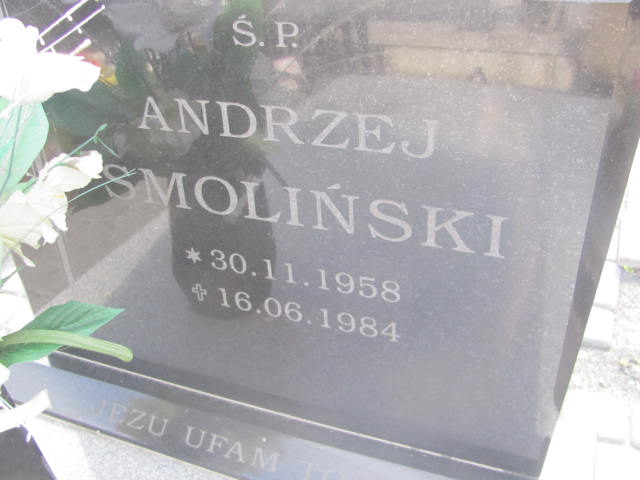 Ś.P.
ANDRZEJ
SMOLIŃSKI
* 30.11.1958
✝ 16.06.1984
JEZU UFAM